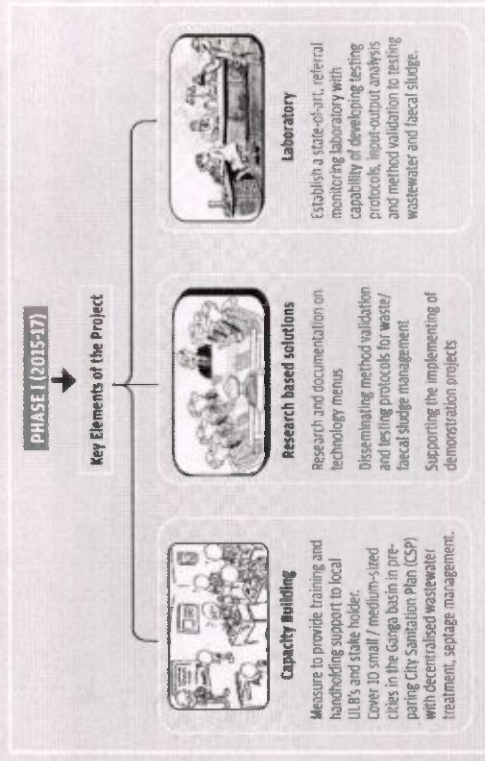 PHASE I (2015-17)
Key Elements of the Project
Capacity Building
Measure to provide training and
handholding support to local
ULB's and stake holder.
Cover 10 small / medium-sized
cities in the Ganga basin in pre-
paring City Sanitation Plan (CSP)
with decentralised wastewater
treatment, septage management.
Research based solutions
Research and documentation on
technology menus
Disseminating method validation
and testing protocols for waste/
faecal sludge management
Supporting the implementing of
demonstration projects
Laboratory
Establish a state-of-art, referral
monitoring laboratory with
capability of developing testing
protocols, input-output analysis
and method validation to testing
wastewater and faecal sludge.